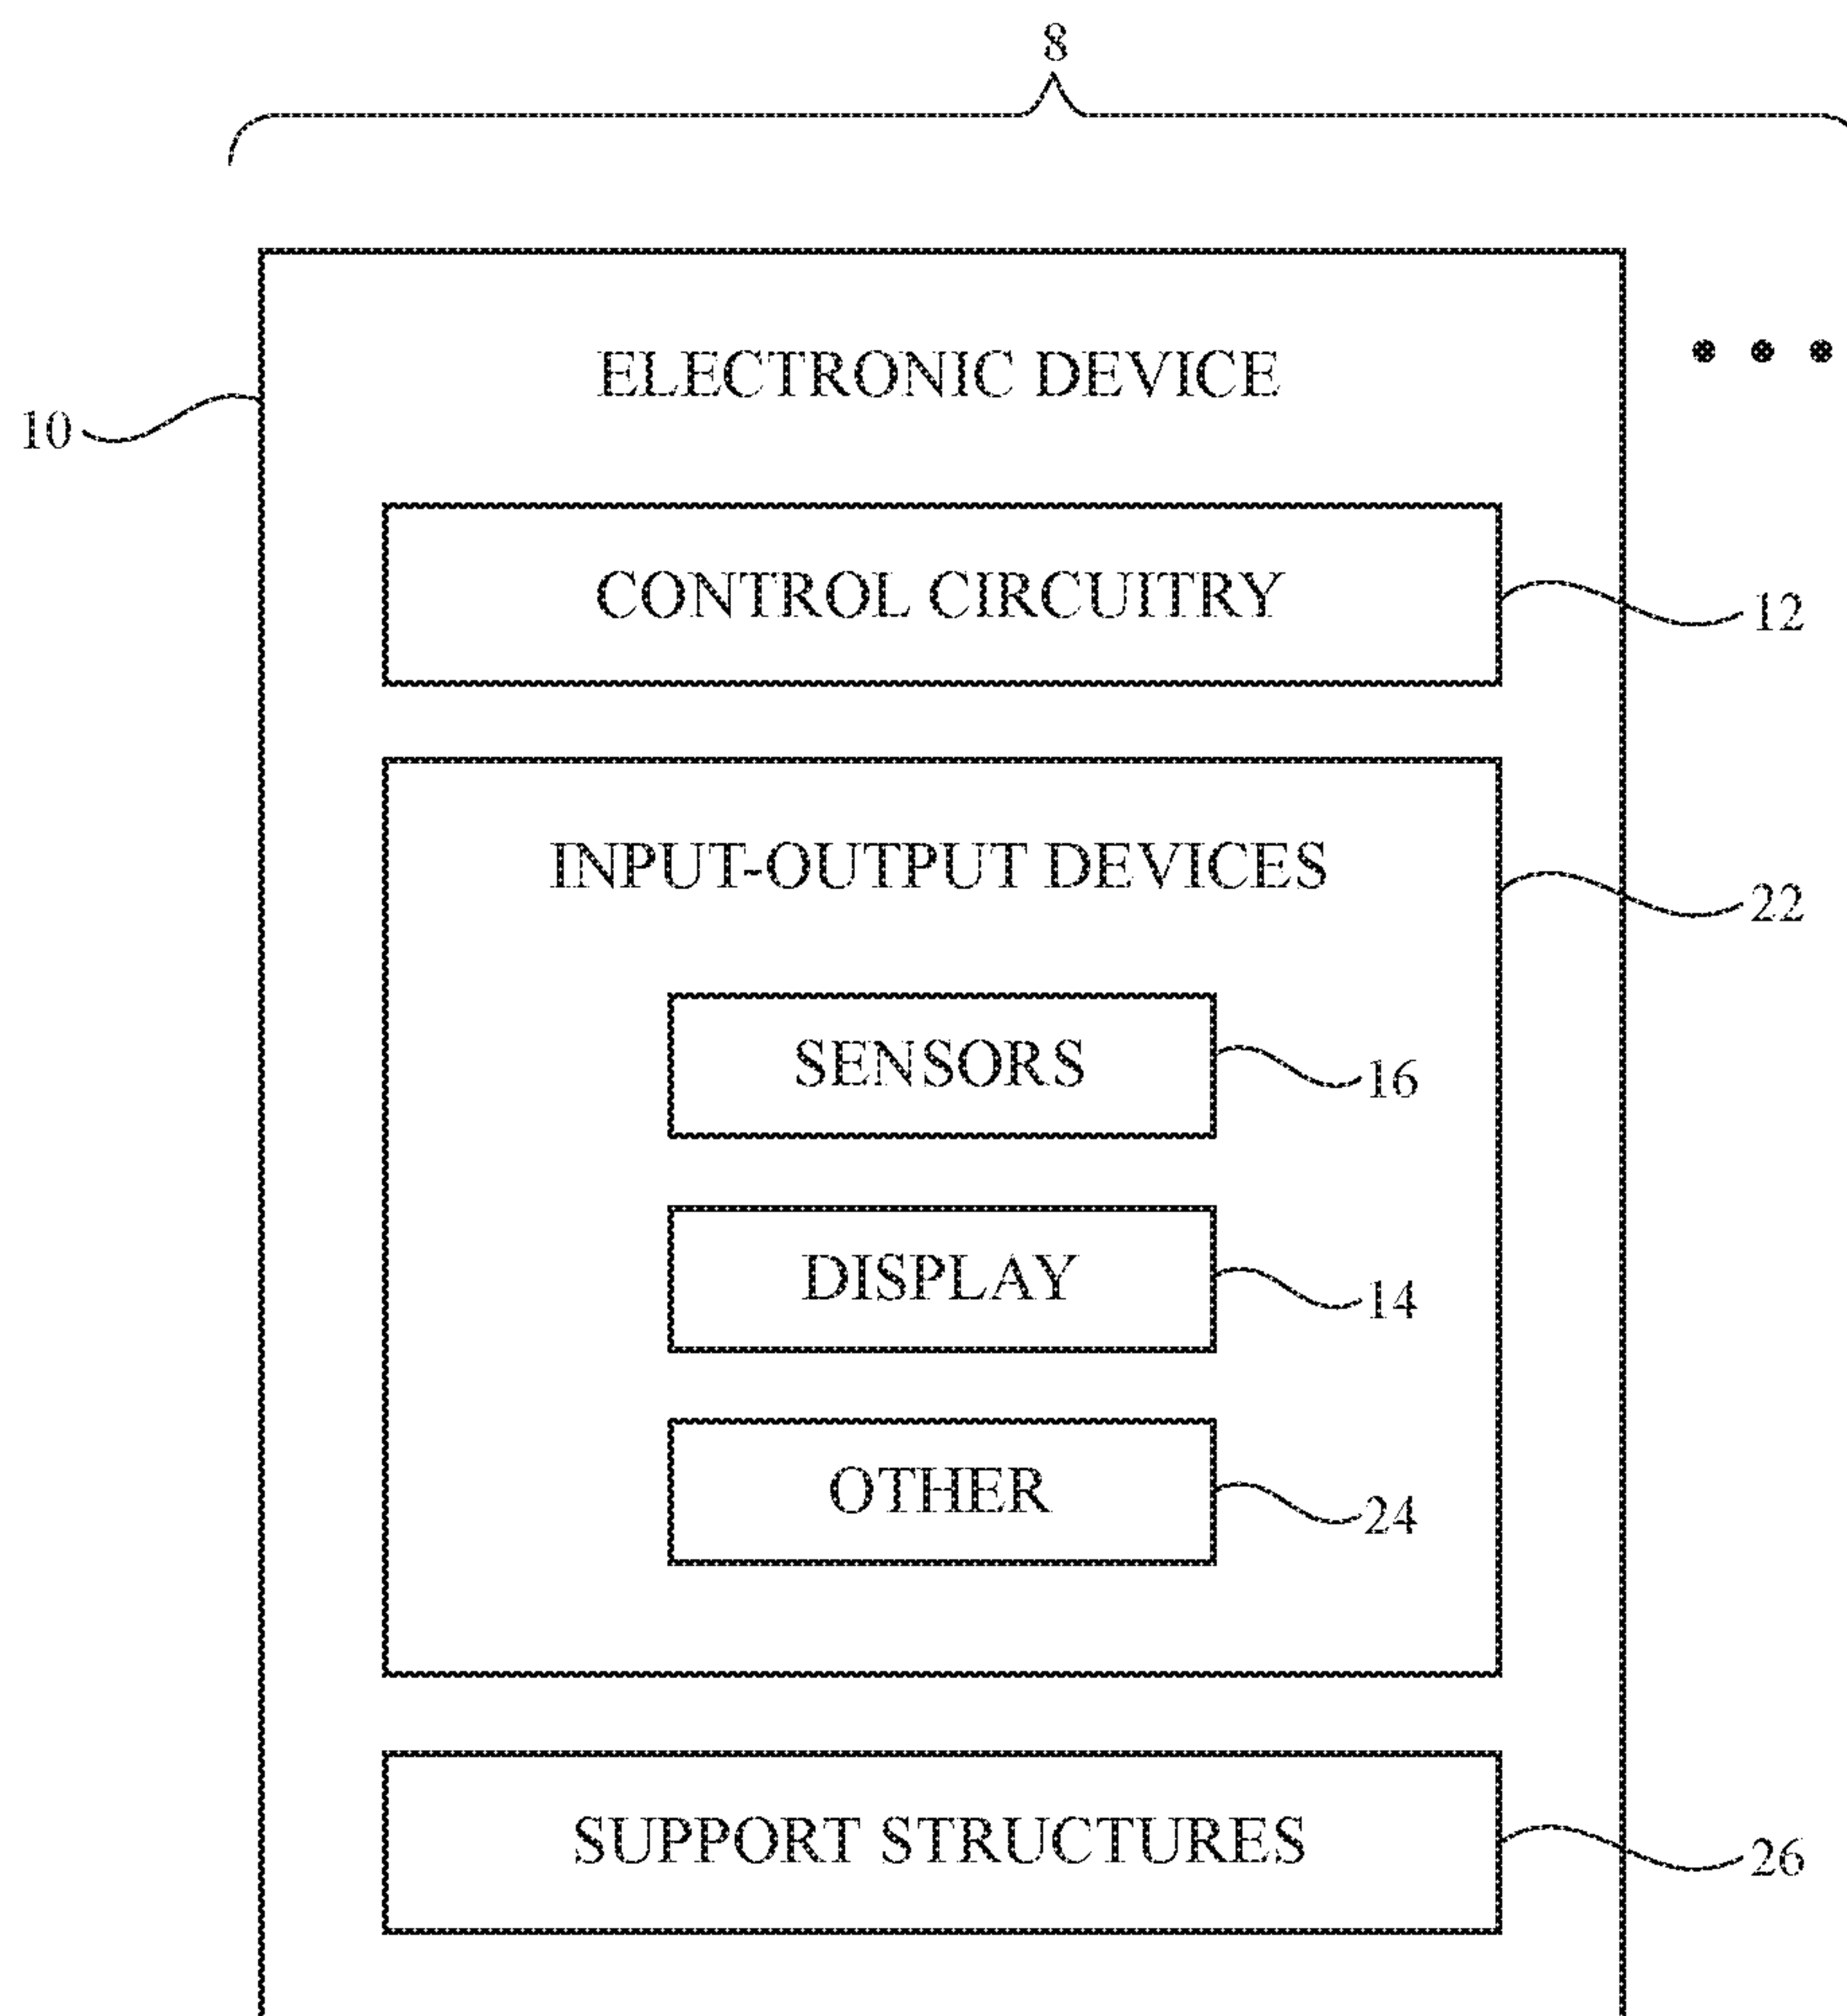 8
ELECTRONIC DEVICE
10
CONTROL CIRCUITRY
12
INPUT-OUTPUT DEVICES
22
SENSORS
16
DISPLAY
14
OTHER
24
SUPPORT STRUCTURES
26